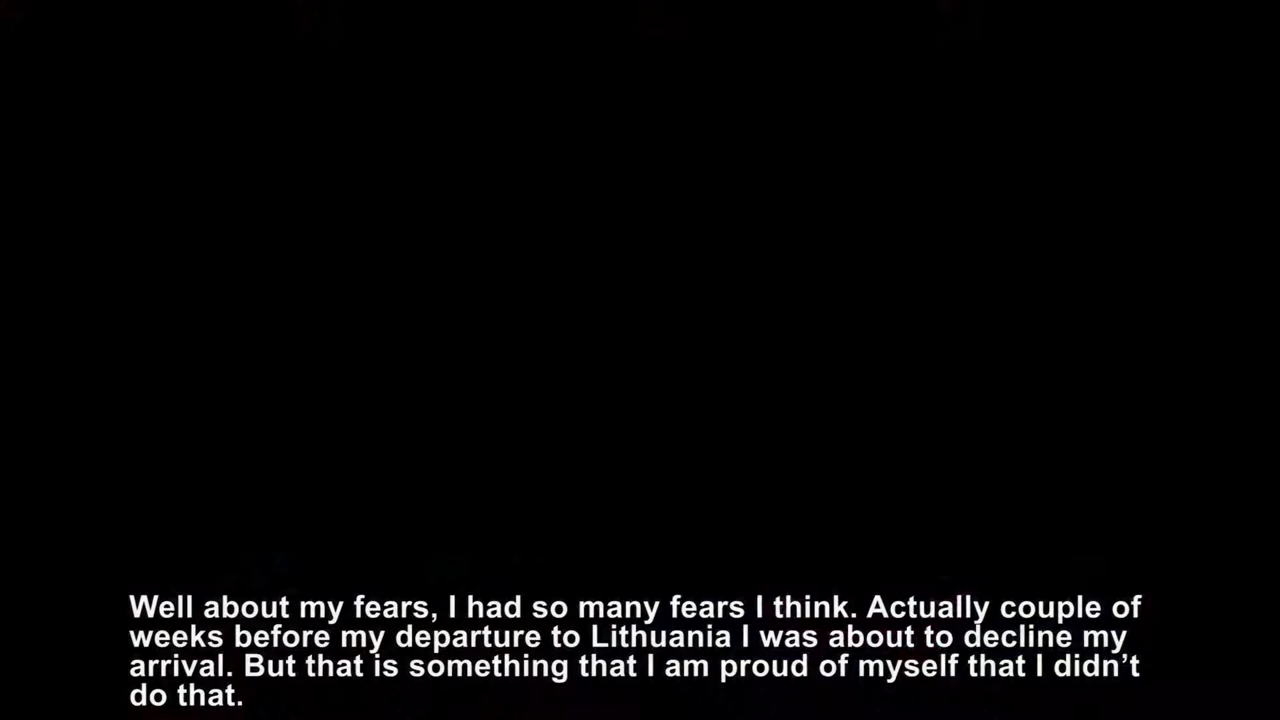 Well about my fears, I had so many fears I think. Actually couple of
weeks before my departure to Lithuania I was about to decline my
arrival. But that is something that I am proud of myself that I didn’t
do that.